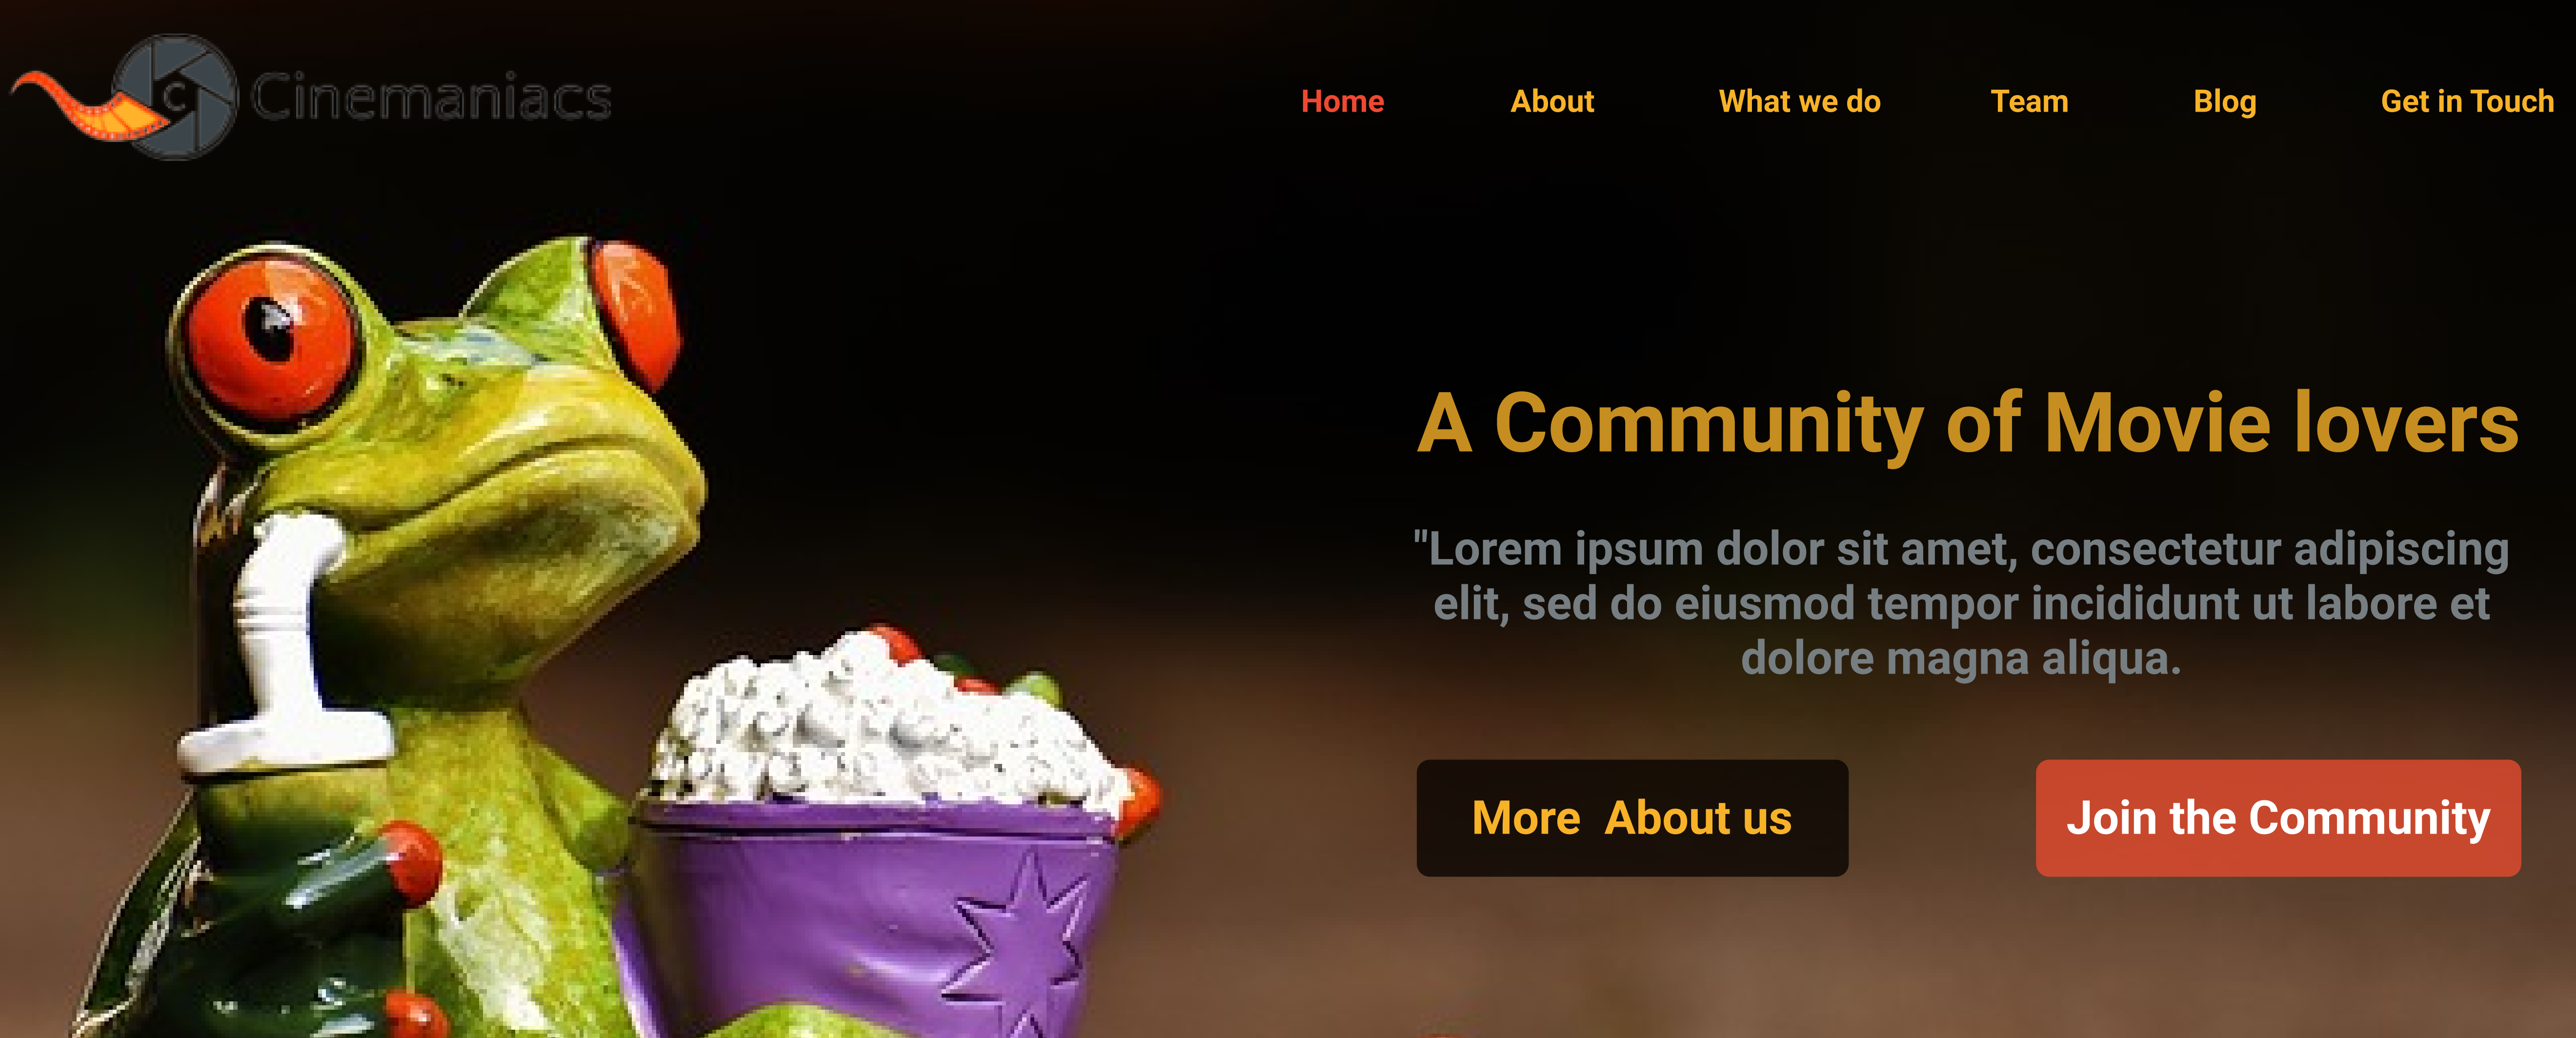 C Cinemaniacs
Home About What we do Team Blog Get in Touch
A Community of Movie lovers
"Lorem ipsum dolor sit amet, consectetur adipiscing
elit, sed do eiusmod tempor incididunt ut labore et
dolore magna aliqua.
More  About us Join the Community